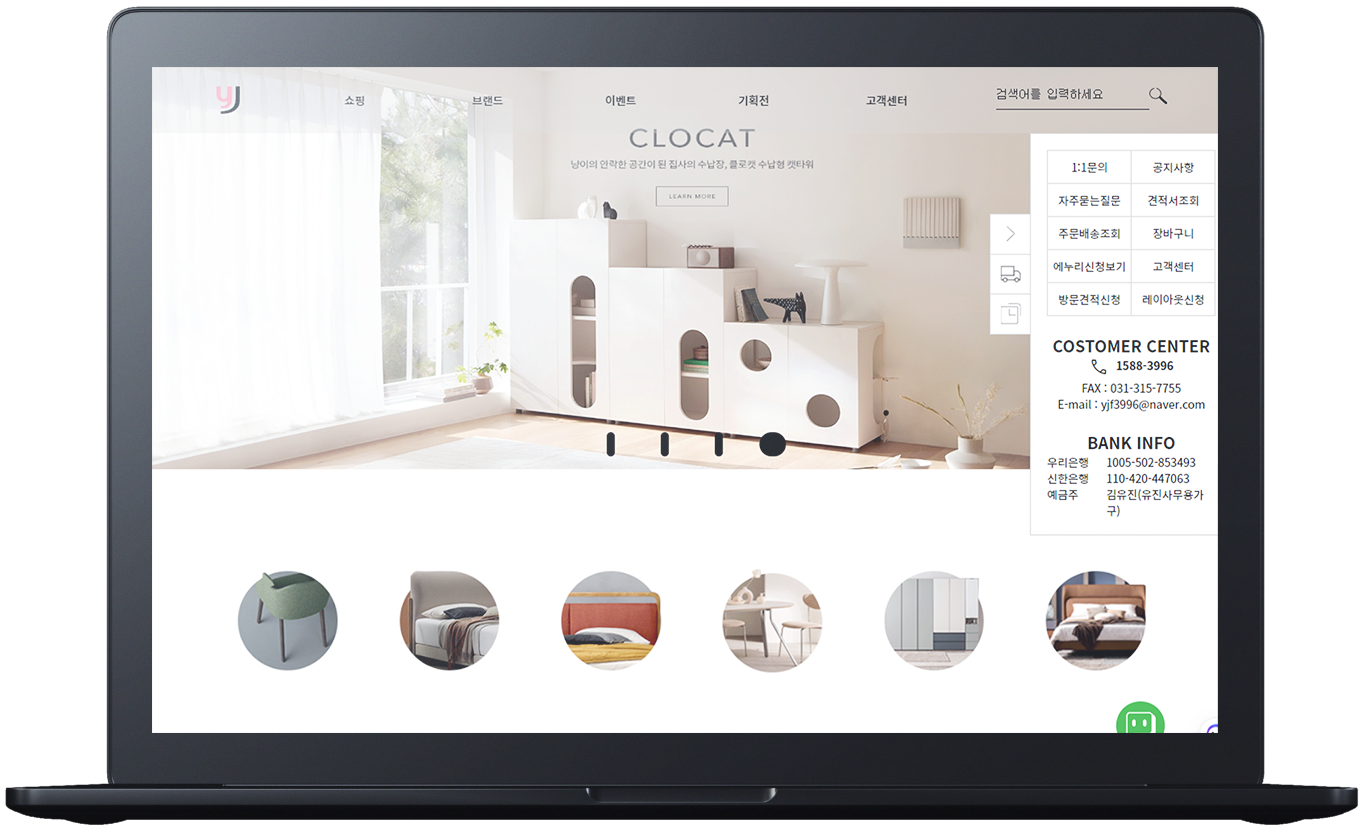 yJ
쇼핑
브랜드
이벤트
기획전
고객센터
검색어를 입력하세요
CLOCAT
냥이의 안락한 공간이 된 집사의 수납장, 클로캣 수납형 캣타워
LEARN MORE
1:1문의
공지사항
자주묻는질문
견적서조회
주문배송조회
장바구니
에누리신청보기
고객센터
방문견적신청
레이아웃신청
COSTOMER CENTER
1588-3996
FAX : 031-315-7755
E-mail : yjf3996@naver.com
BANK INFO
우리은행 1005-502-853493
신한은행 110-420-447063
예금주 김유진(유진사무용가
구)